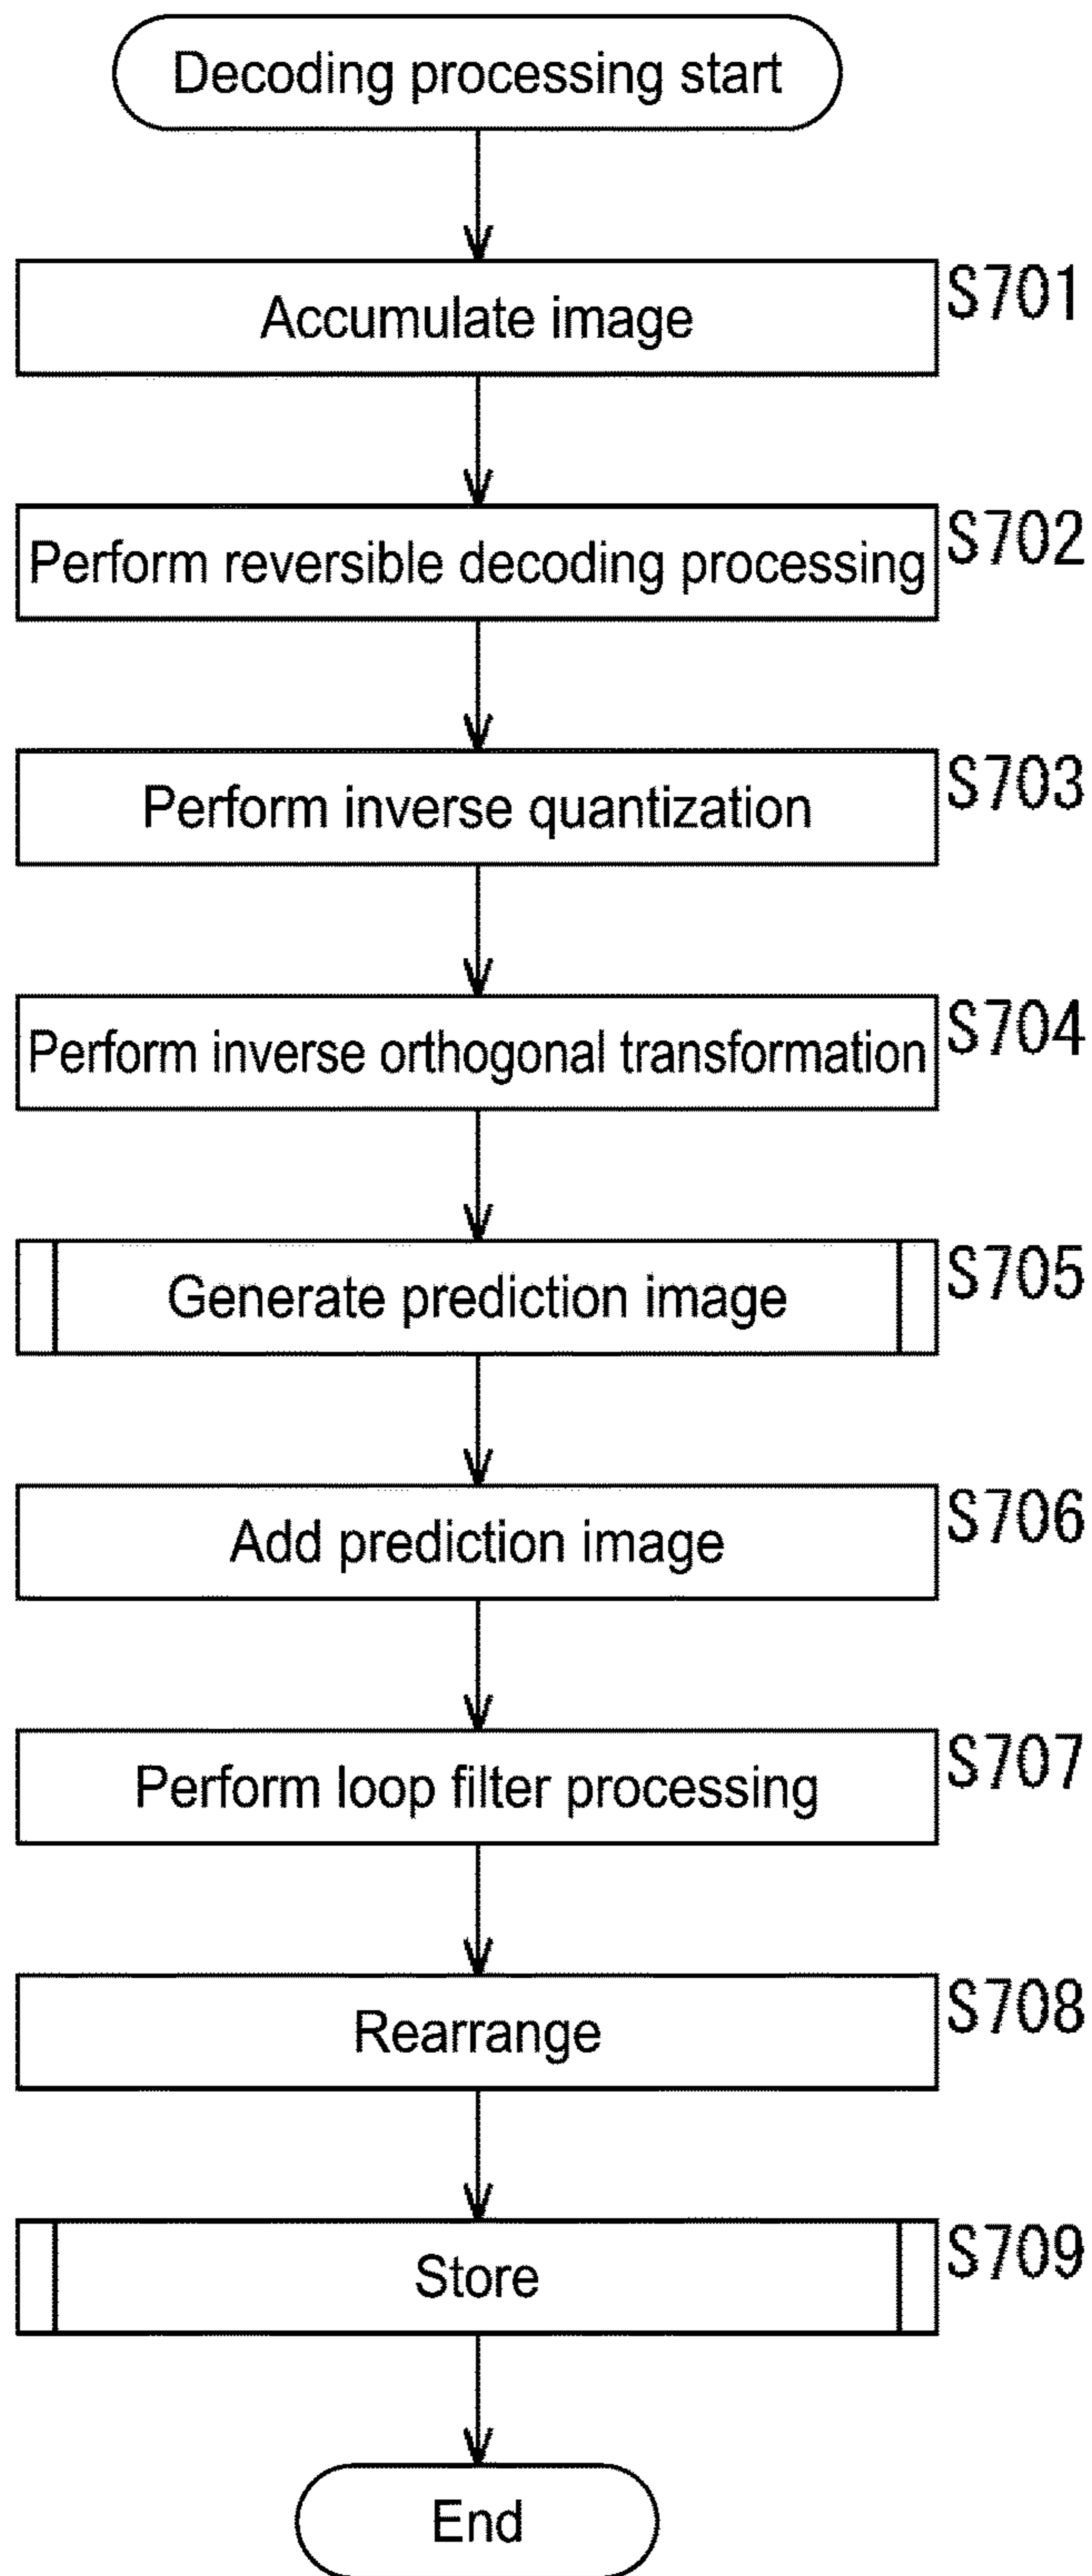 Decoding processing start
Accumulate image
S701
Perform reversible decoding processing
S702
Perform inverse quantization
S703
Perform inverse orthogonal transformation
S704
Generate prediction image
S705
Add prediction image
S706
Perform loop filter processing
S707
Rearrange
S708
Store
S709
End